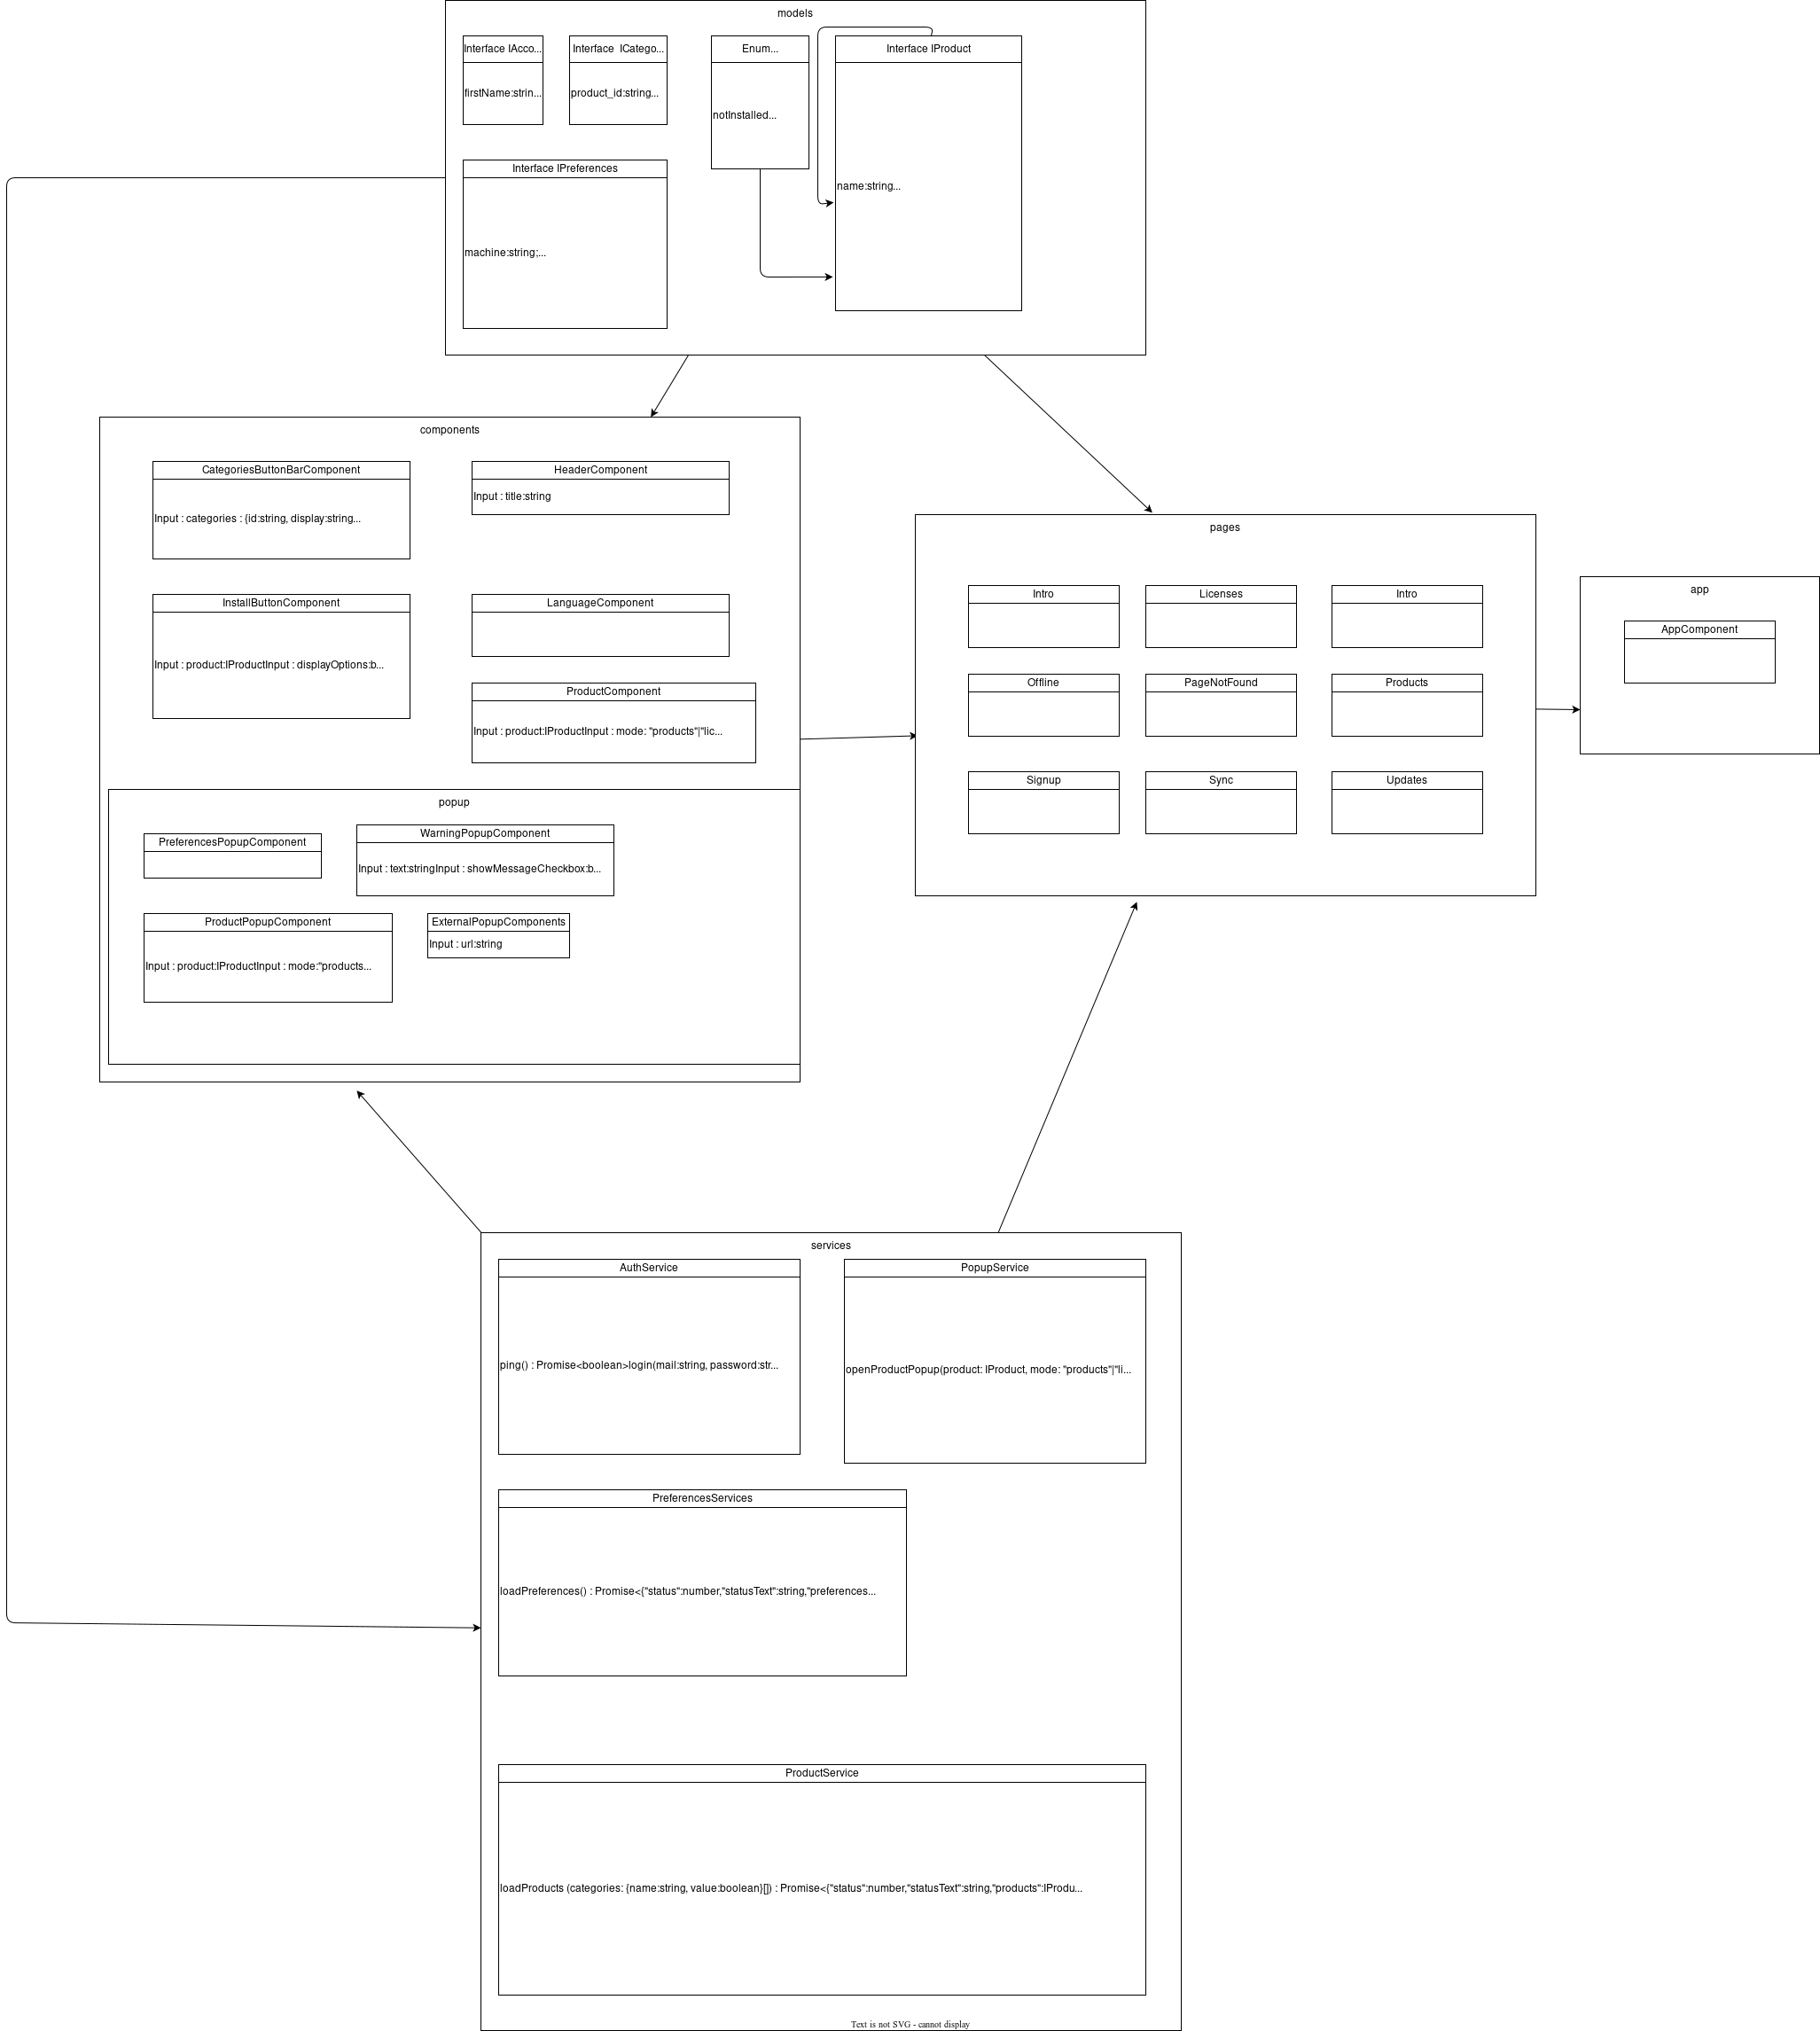 models
Interface IAcco...
firstName:strin...
Interface ICatego...
product_id:string...
Enum...
notInstalled...
Interface IProduct
name:string...
Interface IPreferences
machine:string;...
components
CategoriesButtonBarComponent
Input : categories : {id:string, display:string...
HeaderComponent
Input : title:string
InstallButtonComponent
Input : product:IProductInput : displayOptions:b...
LanguageComponent
ProductComponent
Input : product:IProductInput : mode: "products"|"lic...
popup
PreferencesPopupComponent
WarningPopupComponent
Input : text:stringInput : showMessageCheckbox:b...
ProductPopupComponent
Input : product:IProductInput : mode:"products...
ExternalPopupComponents
Input : url:string
pages
Intro
Licenses
Intro
Offline
PageNotFound
Products
Signup
Sync
Updates
app
AppComponent
services
AuthService
ping() : Promise<boolean>login(mail:string, password:str...
PopupService
openProductPopup(product: IProduct, mode: "products"|"li...
PreferencesServices
loadPreferences() : Promise<{"status":number,"statusText":string,"preferences...
ProductService
loadProducts (categories: {name:string, value:boolean}[]) : Promise<{"status":number,"statusText":string,"products":IProdu...
Text is not SVG - cannot display